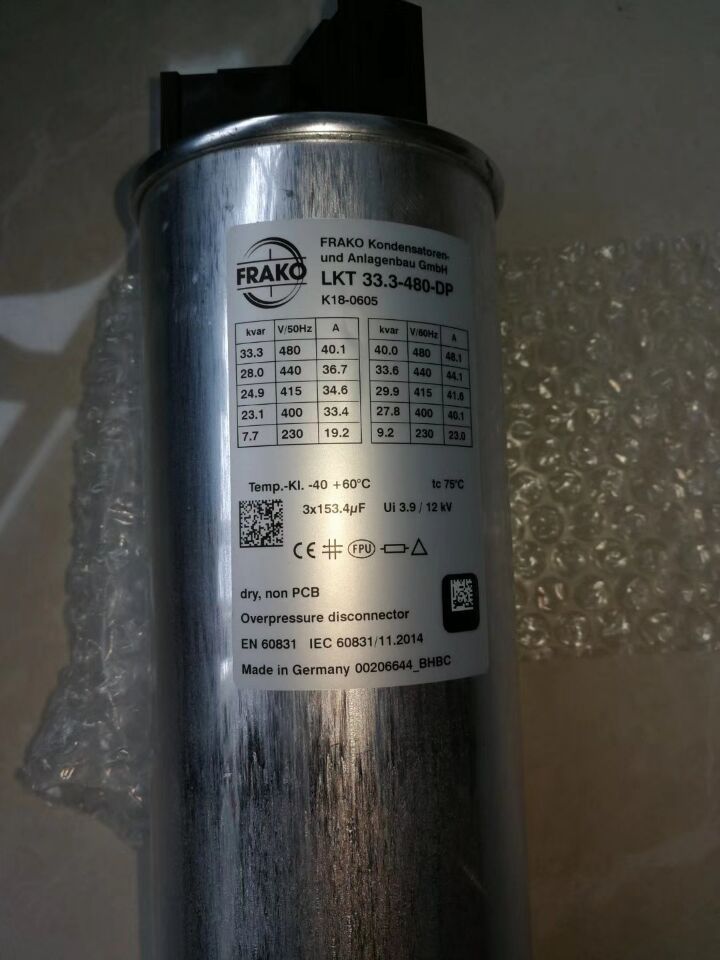 FRAKO
FRAKO Kondensatoren-
und Anlagenbau GmbH
LKT 33.3-480-DP
K18-0605
kvar V/50Hz A
33.3 480 40.1
28.0 440 36.7
24.9 415 34.6
23.1 400 33.4
7.7 230 19.2
kvar V/60Hz A
40.0 480 48.1
33.6 440 44.1
29.9 415 41.6
27.8 400 40.1
9.2 230 23.0
Temp.-Kl. -40 +60°C tc 75°C
3x153.4µF Ui 3.9 / 12 kV
CE FPU
dry, non PCB
Overpressure disconnector
EN 60831 IEC 60831/11.2014
Made in Germany 00206644_BHBC